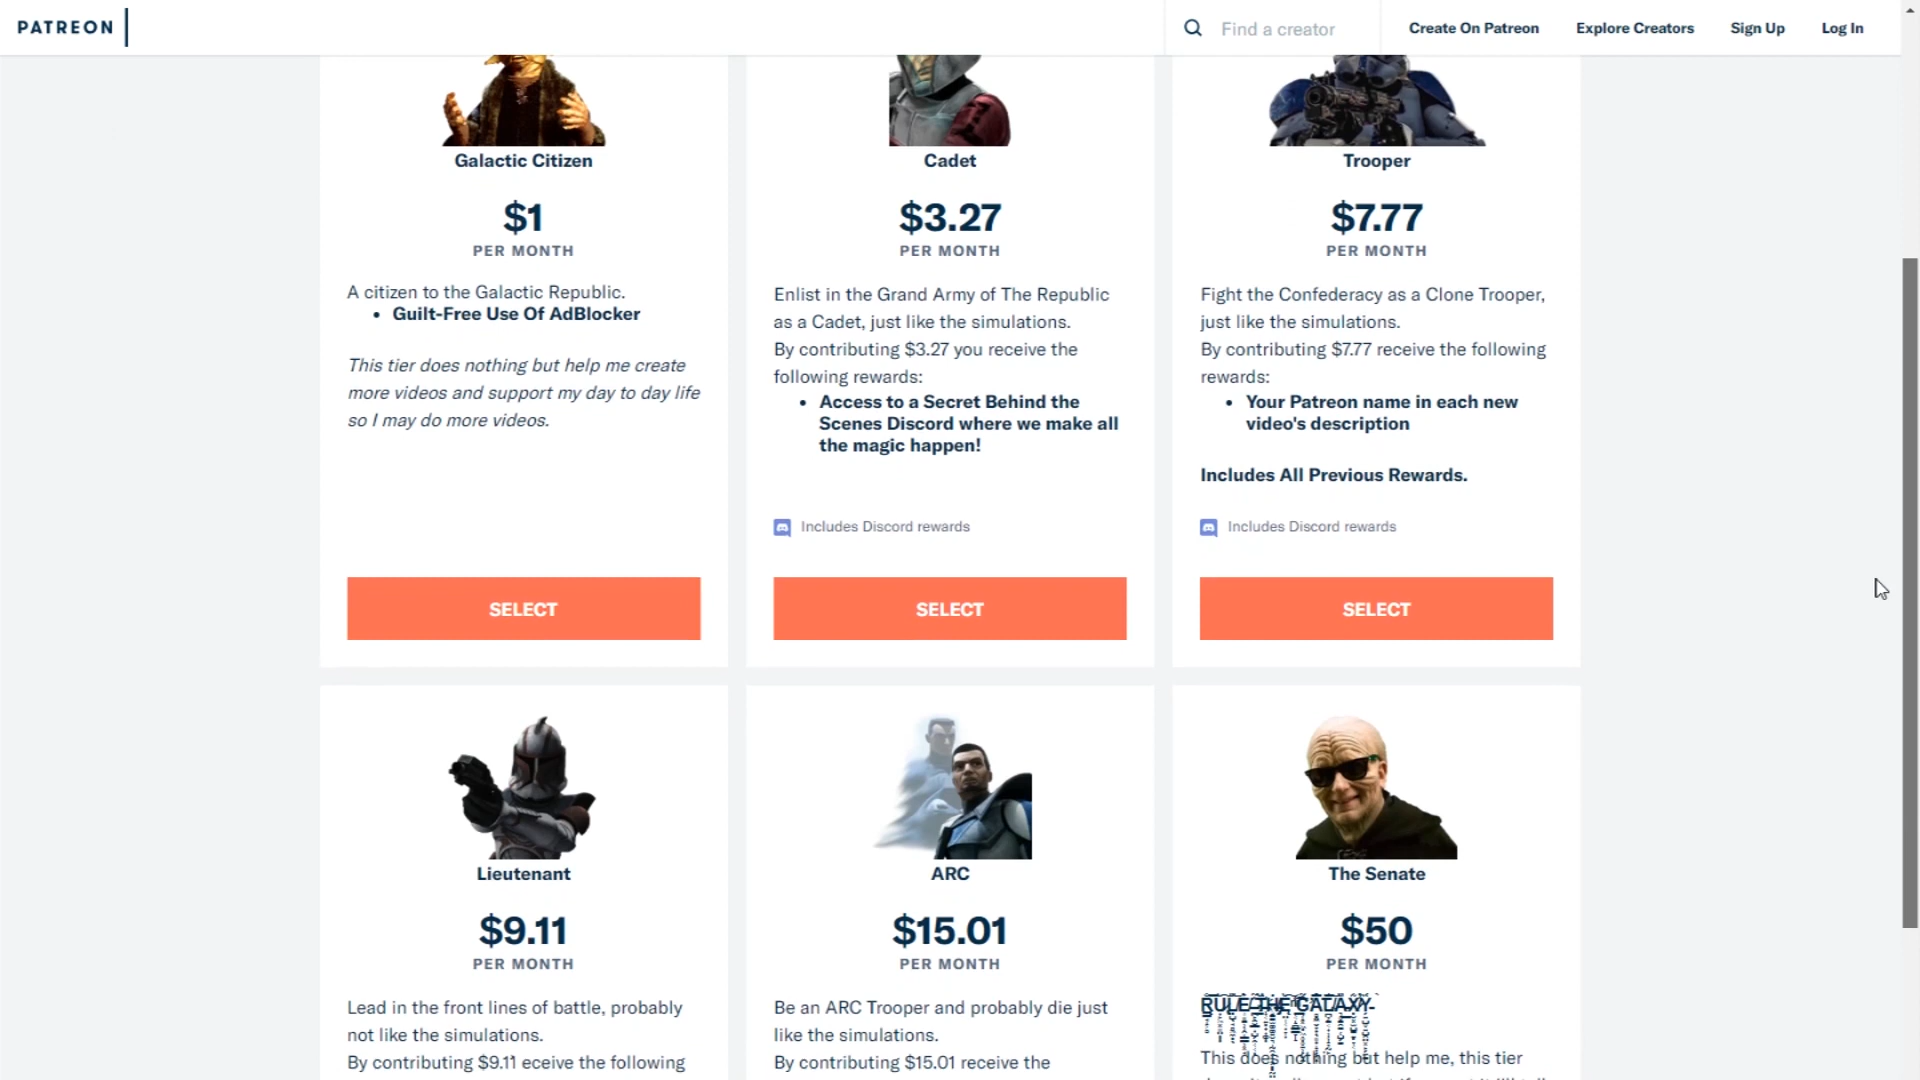 PATREON
Find a creator
Create On Patreon
Explore Creators
Sign Up
Log In
Galactic Citizen
$1
PER MONTH
A citizen to the Galactic Republic.
• Guilt-Free Use Of AdBlocker
This tier does nothing but help me create
more videos and support my day to day life
so I may do more videos.
SELECT
Cadet
$3.27
PER MONTH
Enlist in the Grand Army of The Republic
as a Cadet, just like the simulations.
By contributing $3.27 you receive the
following rewards:
• Access to a Secret Behind the
Scenes Discord where we make all
the magic happen!
Includes Discord rewards
SELECT
Trooper
$7.77
PER MONTH
Fight the Confederacy as a Clone Trooper,
just like the simulations.
By contributing $7.77 receive the following
rewards:
• Your Patreon name in each new
video's description
Includes All Previous Rewards.
Includes Discord rewards
SELECT
Lieutenant
$9.11
PER MONTH
Lead in the front lines of battle, probably
not like the simulations.
By contributing $9.11 eceive the following
ARC
$15.01
PER MONTH
Be an ARC Trooper and probably die just
like the simulations.
By contributing $15.01 receive the
The Senate
$50
PER MONTH
RULE THE GALAXY
This does nothing but help me, this tier